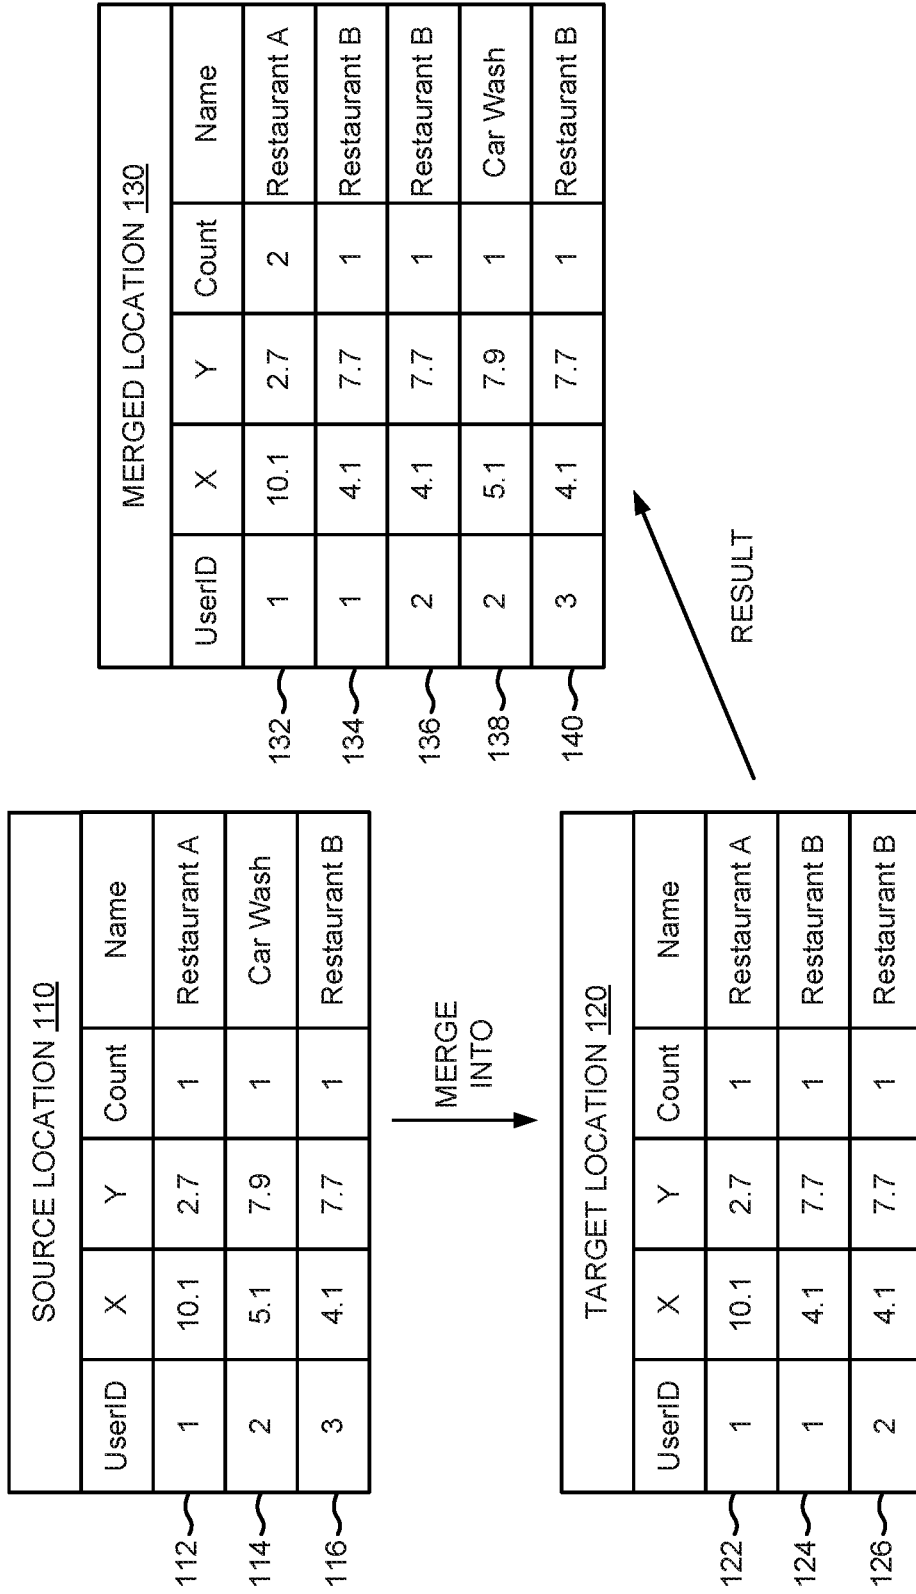 SOURCE LOCATION 110
UserID X Y Count Name
112 1 10.1 2.7 1 Restaurant A
114 2 5.1 7.9 1 Car Wash
116 3 4.1 7.7 1 Restaurant B
MERGE
INTO
TARGET LOCATION 120
UserID X Y Count Name
122 1 10.1 2.7 1 Restaurant A
124 1 4.1 7.7 1 Restaurant B
126 2 4.1 7.7 1 Restaurant B
RESULT
MERGED LOCATION 130
UserID X Y Count Name
132 1 10.1 2.7 2 Restaurant A
134 1 4.1 7.7 1 Restaurant B
136 2 4.1 7.7 1 Restaurant B
138 2 5.1 7.9 1 Car Wash
140 3 4.1 7.7 1 Restaurant B